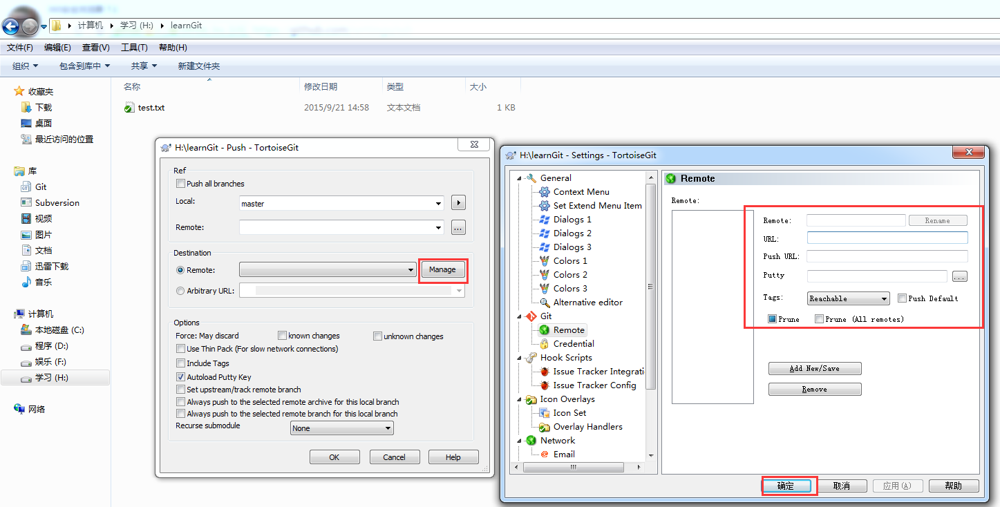 计算机 学习 (H:) learnGit
文件(F) 编辑(E) 查看(V) 工具(T) 帮助(H)
组织 包含到库中 共享 新建文件夹
收藏夹
下载
桌面
最近访问的位置
库
Git
Subversion
视频
图片
文档
迅雷下载
音乐
计算机
本地磁盘 (C:)
程序 (D:)
娱乐 (F:)
学习 (H:)
网络
名称 修改日期 类型 大小
test.txt 2015/9/21 14:58 文本文档 1 KB
H:\learnGit - Push - TortoiseGit
Ref
Push all branches
Local: master
Remote: ...
Destination
Remote: Manage
Arbitrary URL:
Options
Force: May discard known changes unknown changes
Use Thin Pack (For slow network connections)
Include Tags
Autoload Putty Key
Set upstream/track remote branch
Always push to the selected remote archive for this local branch
Always push to the selected remote branch for this local branch
Recurse submodule None
OK Cancel Help
H:\learnGit - Settings - TortoiseGit
General
Context Menu
Set Extend Menu Item
Dialogs 1
Dialogs 2
Dialogs 3
Colors 1
Colors 2
Colors 3
Alternative editor
Git
Remote
Credential
Hook Scripts
Issue Tracker Integrati
Issue Tracker Config
Icon Overlays
Icon Set
Overlay Handlers
Network
Email
Remote
Remote:
Remote: Rename
URL:
Push URL:
Putty ...
Tags: Reachable Push Default
Prune Prune (All remotes)
Add New/Save
Remove
确定 取消 应用(A) 帮助